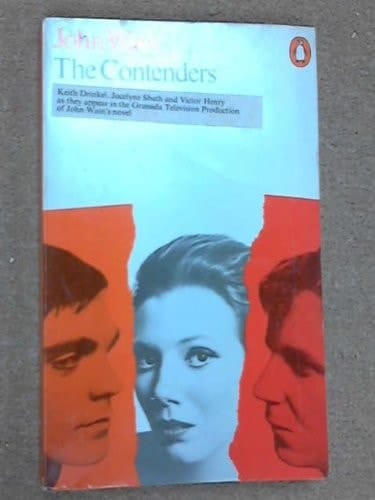 John Wain
The Contenders
Keith Drinkel, Jocelyne Sbath and Victor Henry
as they appear in the Granada Television Production
of John Wain's novel